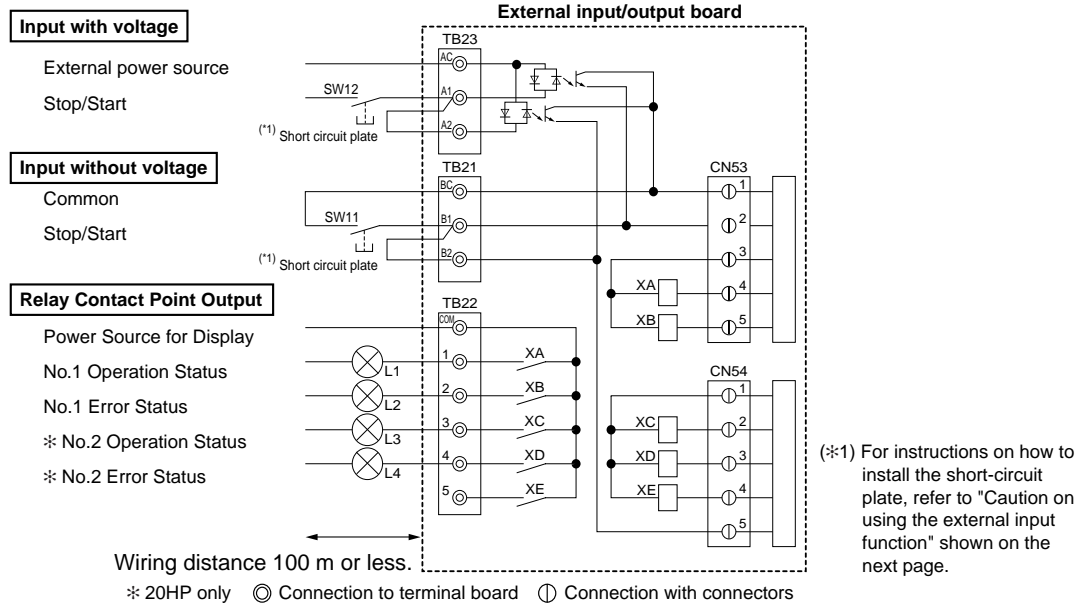 External input/output board
Input with voltage
External power source
Stop/Start
SW12
(*1) Short circuit plate
TB23
AC
A1
A2
Input without voltage
Common
Stop/Start
SW11
(*1) Short circuit plate
TB21
BC
B1
B2
CN53
1
2
3
XA 4
XB 5
Relay Contact Point Output
Power Source for Display
No.1 Operation Status
No.1 Error Status
✻ No.2 Operation Status
✻ No.2 Error Status
L1
L2
L3
L4
TB22
COM
1 XA
2 XB
3 XC
4 XD
5 XE
CN54
1
XC 2
XD 3
XE 4
5
(✻1) For instructions on how to
install the short-circuit
plate, refer to "Caution on
using the external input
function" shown on the
next page.
Wiring distance 100 m or less.
✻ 20HP only Connection to terminal board Connection with connectors